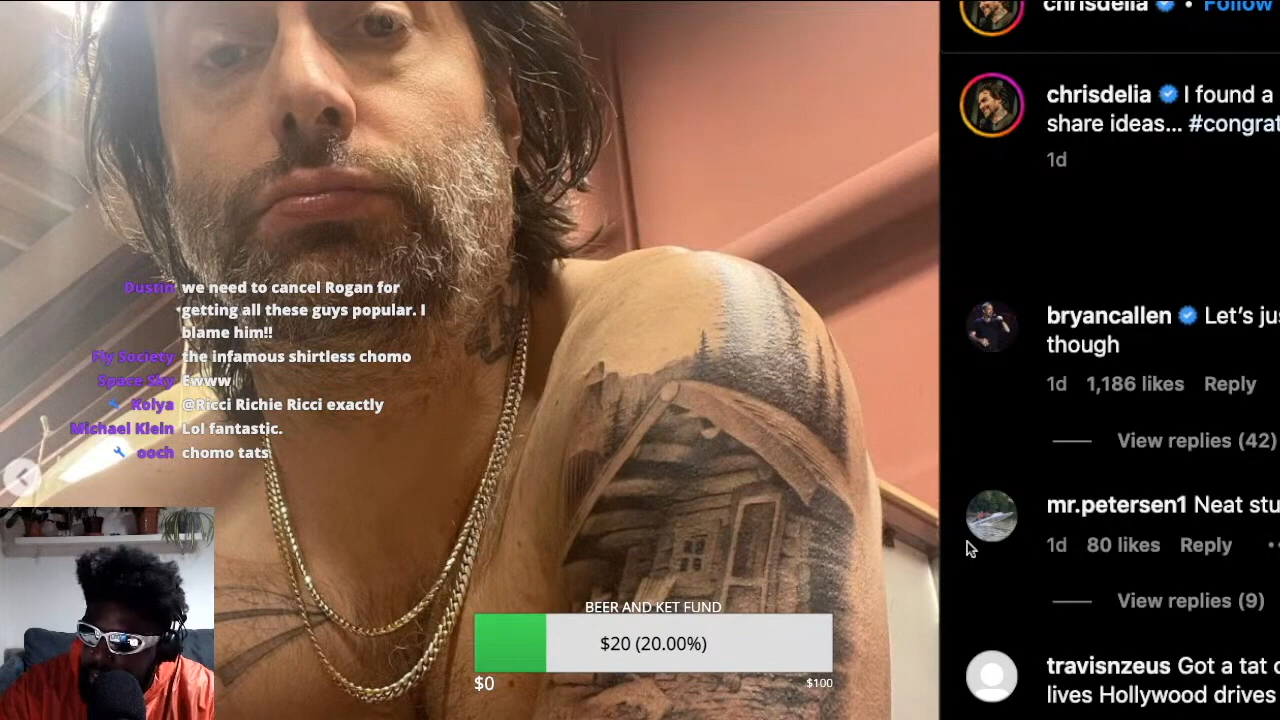 chrisdelia • Follow
chrisdelia I found a
share ideas... #congrat
1d
Dustin we need to cancel Rogan for
getting all these guys popular. I
blame him!!
Fly Society the infamous shirtless chomo
Space Sky Ewww
Kolya @Ricci Richie Ricci exactly
Michael Klein Lol fantastic.
ooch chomo tats
bryancallen Let's jus
though
1d 1,186 likes Reply
View replies (42)
mr.petersen1 Neat stu
1d 80 likes Reply
View replies (9)
travisnzeus Got a tat o
lives Hollywood drives
BEER AND KET FUND
$20 (20.00%)
$0 $100